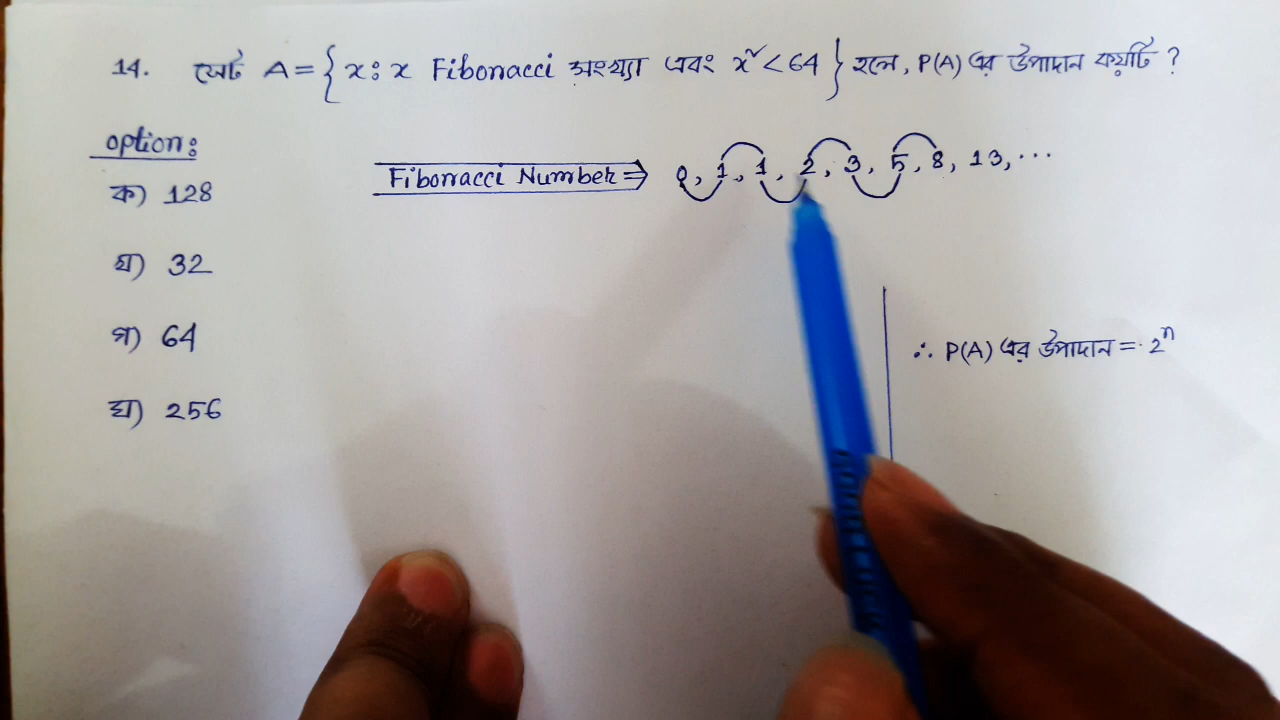 14. সেট A = {x : x Fibonacci সংখ্যা এবং x² < 64} হলে, P(A) এর উপাদান কয়টি ?
option :
Fibonacci Number ⇒ 0, 1, 1, 2, 3, 5, 8, 13, ...
ক) 128
খ) 32
গ) 64
ঘ) 256
∴ P(A) এর উপাদান = 2ⁿ